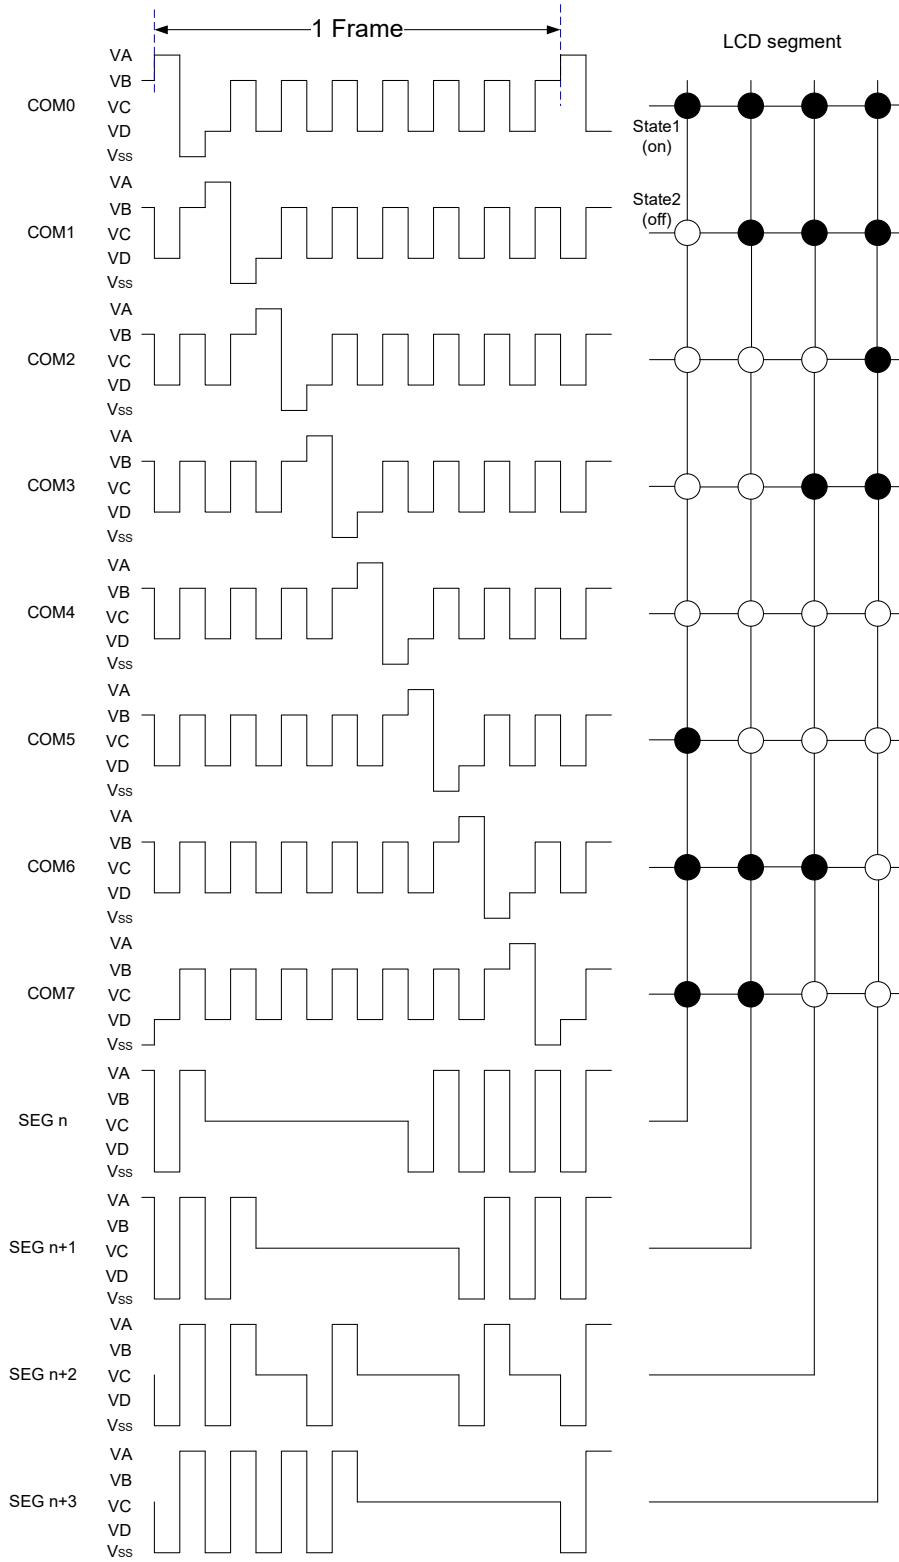 1 Frame
LCD segment
VA
VB
COM0
VC
VD
Vss
State1
(on)
VA
State2
(off)
VB
COM1
VC
VD
Vss
VA
VB
COM2
VC
VD
Vss
VA
VB
COM3
VC
VD
Vss
VA
VB
COM4
VC
VD
Vss
VA
VB
COM5
VC
VD
Vss
VA
VB
COM6
VC
VD
Vss
VA
VB
COM7
VC
VD
Vss
VA
VB
SEG n
VC
VD
Vss
VA
VB
SEG n+1
VC
VD
Vss
VA
VB
SEG n+2
VC
VD
Vss
VA
VB
SEG n+3
VC
VD
Vss